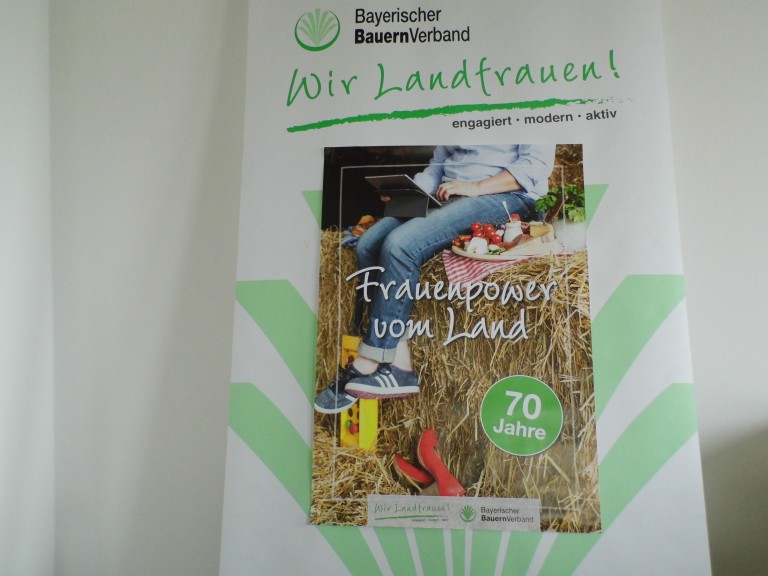 Bayerischer
BauernVerband
Wir Landfrauen!
engagiert · modern · aktiv
Frauenpower
vom Land
70
Jahre
Wir Landfrauen!
Bayerischer
BauernVerband